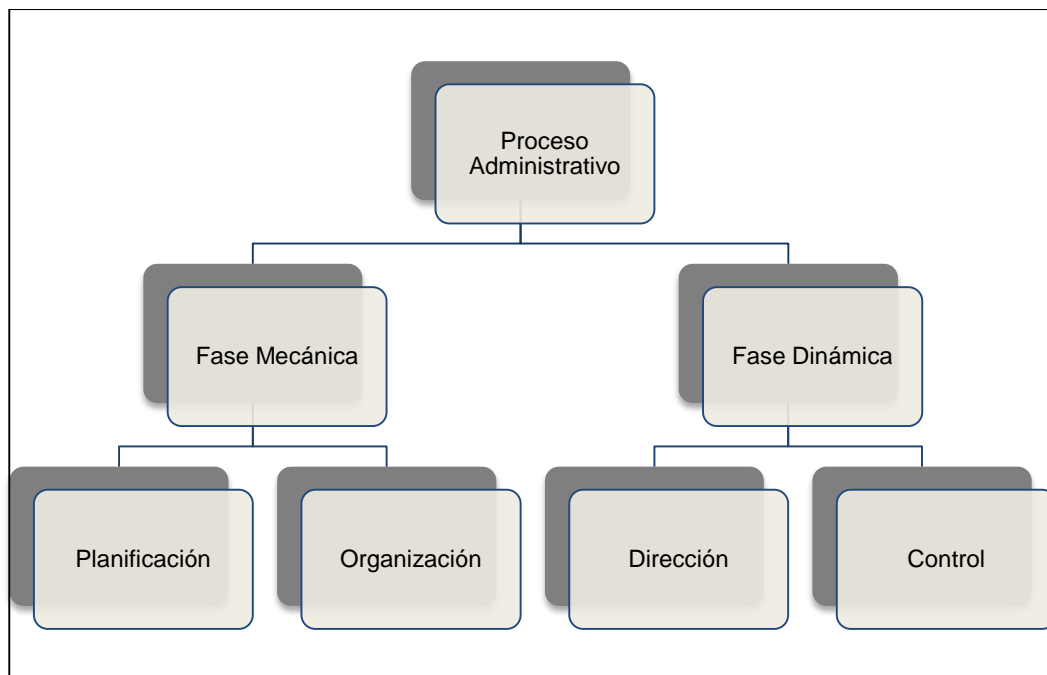 Proceso
Administrativo
Fase Mecánica
Fase Dinámica
Planificación
Organización
Dirección
Control